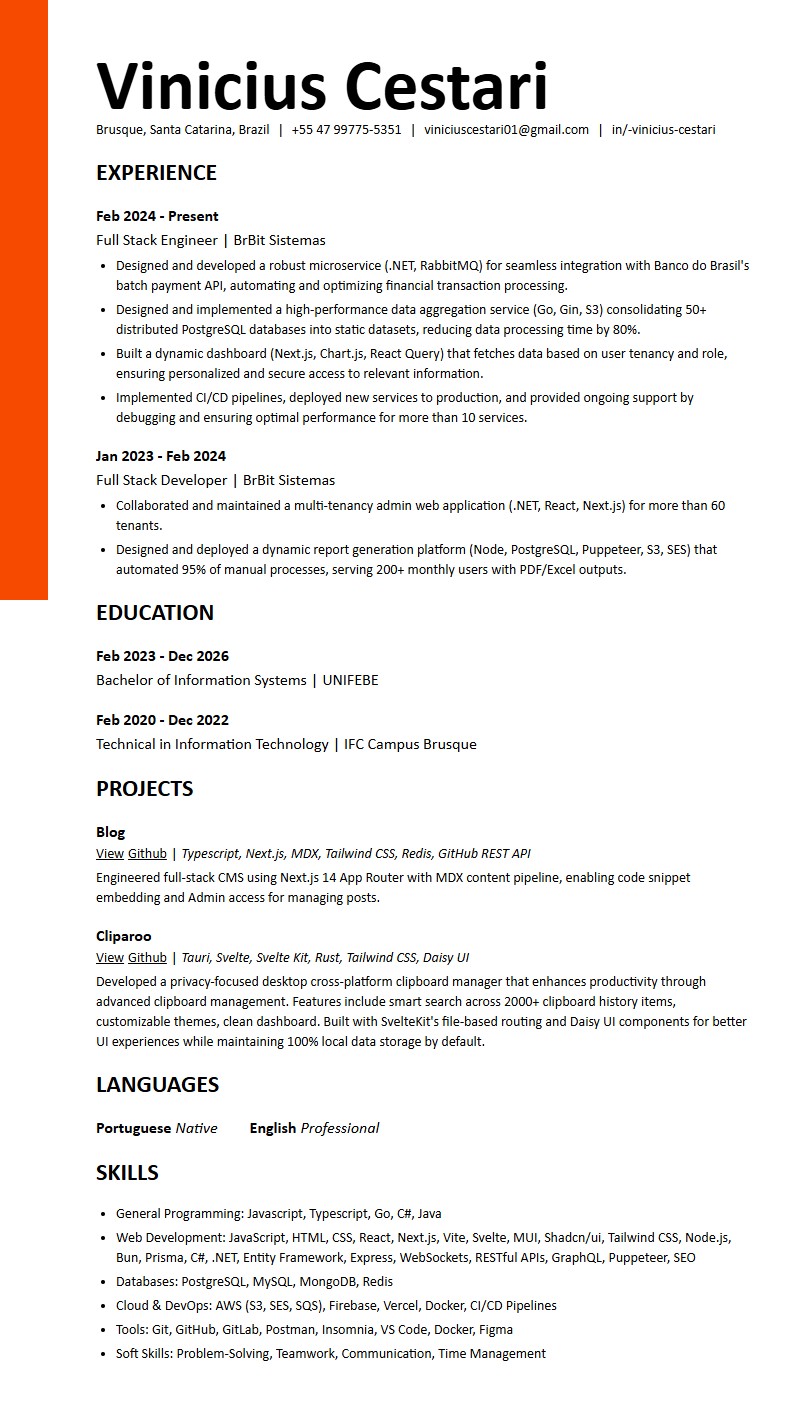 Vinicius Cestari
Brusque, Santa Catarina, Brazil | +55 47 99775-5351 | viniciuscestari01@gmail.com | in/-vinicius-cestari
EXPERIENCE
Feb 2024 - Present
Full Stack Engineer | BrBit Sistemas
• Designed and developed a robust microservice (.NET, RabbitMQ) for seamless integration with Banco do Brasil's
batch payment API, automating and optimizing financial transaction processing.
• Designed and implemented a high-performance data aggregation service (Go, Gin, S3) consolidating 50+
distributed PostgreSQL databases into static datasets, reducing data processing time by 80%.
• Built a dynamic dashboard (Next.js, Chart.js, React Query) that fetches data based on user tenancy and role,
ensuring personalized and secure access to relevant information.
• Implemented CI/CD pipelines, deployed new services to production, and provided ongoing support by
debugging and ensuring optimal performance for more than 10 services.
Jan 2023 - Feb 2024
Full Stack Developer | BrBit Sistemas
• Collaborated and maintained a multi-tenancy admin web application (.NET, React, Next.js) for more than 60
tenants.
• Designed and deployed a dynamic report generation platform (Node, PostgreSQL, Puppeteer, S3, SES) that
automated 95% of manual processes, serving 200+ monthly users with PDF/Excel outputs.
EDUCATION
Feb 2023 - Dec 2026
Bachelor of Information Systems | UNIFEBE
Feb 2020 - Dec 2022
Technical in Information Technology | IFC Campus Brusque
PROJECTS
Blog
View Github | Typescript, Next.js, MDX, Tailwind CSS, Redis, GitHub REST API
Engineered full-stack CMS using Next.js 14 App Router with MDX content pipeline, enabling code snippet
embedding and Admin access for managing posts.
Cliparoo
View Github | Tauri, Svelte, Svelte Kit, Rust, Tailwind CSS, Daisy UI
Developed a privacy-focused desktop cross-platform clipboard manager that enhances productivity through
advanced clipboard management. Features include smart search across 2000+ clipboard history items,
customizable themes, clean dashboard. Built with SvelteKit's file-based routing and Daisy UI components for better
UI experiences while maintaining 100% local data storage by default.
LANGUAGES
Portuguese Native English Professional
SKILLS
• General Programming: Javascript, Typescript, Go, C#, Java
• Web Development: JavaScript, HTML, CSS, React, Next.js, Vite, Svelte, MUI, Shadcn/ui, Tailwind CSS, Node.js,
Bun, Prisma, C#, .NET, Entity Framework, Express, WebSockets, RESTful APIs, GraphQL, Puppeteer, SEO
• Databases: PostgreSQL, MySQL, MongoDB, Redis
• Cloud & DevOps: AWS (S3, SES, SQS), Firebase, Vercel, Docker, CI/CD Pipelines
• Tools: Git, GitHub, GitLab, Postman, Insomnia, VS Code, Docker, Figma
• Soft Skills: Problem-Solving, Teamwork, Communication, Time Management